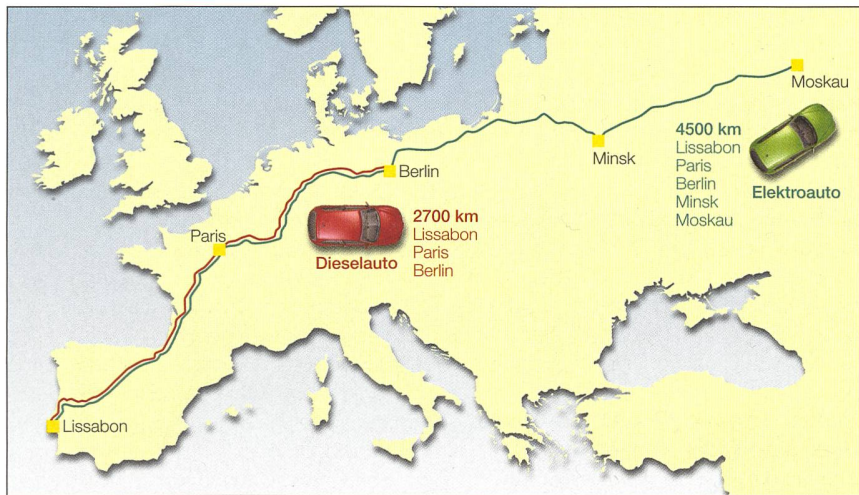 Moskau
4500 km
Lissabon
Paris
Berlin
Minsk
Moskau
Elektroauto
Minsk
Berlin
Paris
2700 km
Lissabon
Paris
Berlin
Dieselauto
Lissabon